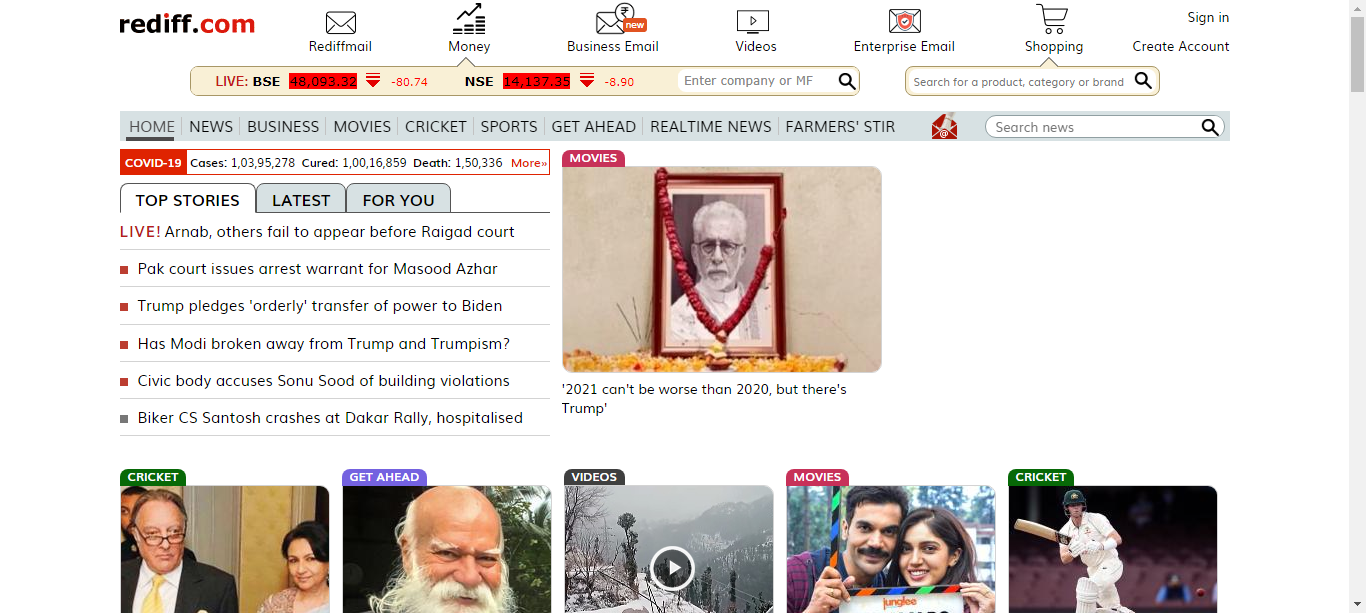 rediff.com
Rediffmail
Money
new
Business Email
Videos
Enterprise Email
Shopping
Sign in
Create Account
LIVE: BSE 48,093.32 -80.74 NSE 14,137.35 -8.90
Enter company or MF
Search for a product, category or brand
HOME NEWS BUSINESS MOVIES CRICKET SPORTS GET AHEAD REALTIME NEWS FARMERS' STIR
Search news
COVID-19 Cases: 1,03,95,278 Cured: 1,00,16,859 Death: 1,50,336 More»
TOP STORIES LATEST FOR YOU
LIVE! Arnab, others fail to appear before Raigad court
Pak court issues arrest warrant for Masood Azhar
Trump pledges 'orderly' transfer of power to Biden
Has Modi broken away from Trump and Trumpism?
Civic body accuses Sonu Sood of building violations
Biker CS Santosh crashes at Dakar Rally, hospitalised
MOVIES
'2021 can't be worse than 2020, but there's
Trump'
CRICKET
GET AHEAD
VIDEOS
MOVIES
junglee
CRICKET